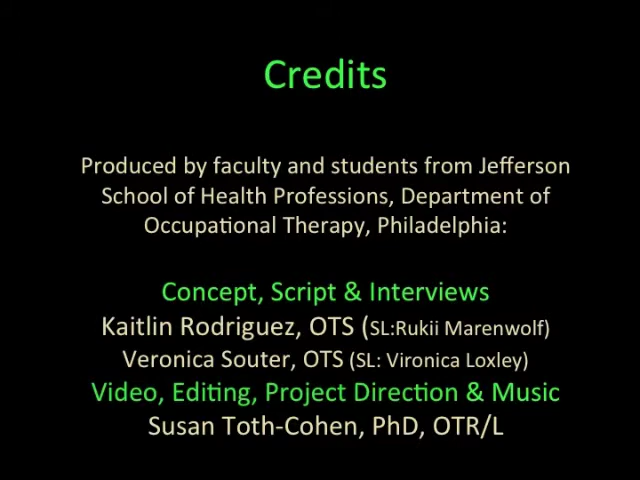 Credits
Produced by faculty and students from Jefferson
School of Health Professions, Department of
Occupational Therapy, Philadelphia:
Concept, Script & Interviews
Kaitlin Rodriguez, OTS (SL:Rukii Marenwolf)
Veronica Souter, OTS (SL: Vironica Loxley)
Video, Editing, Project Direction & Music
Susan Toth-Cohen, PhD, OTR/L